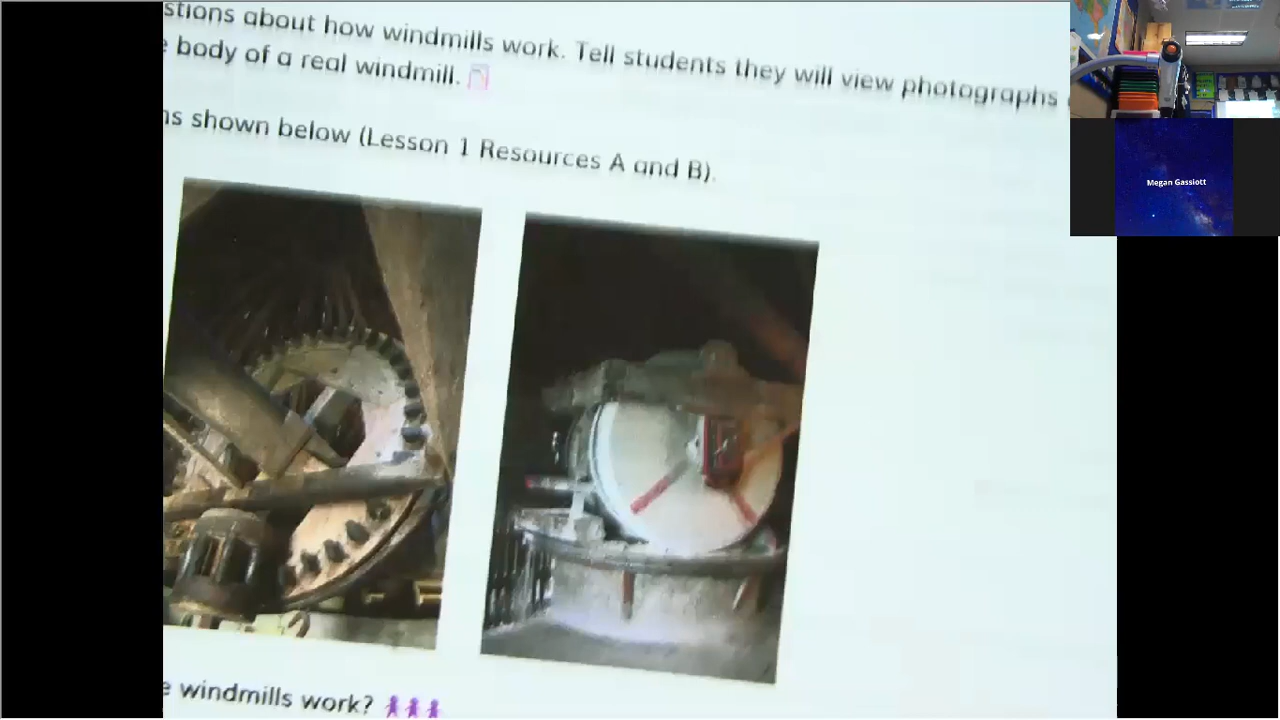 stions about how windmills work. Tell students they will view photographs
body of a real windmill.
shown below (Lesson 1 Resources A and B).
windmills work?
Megan Gassiott